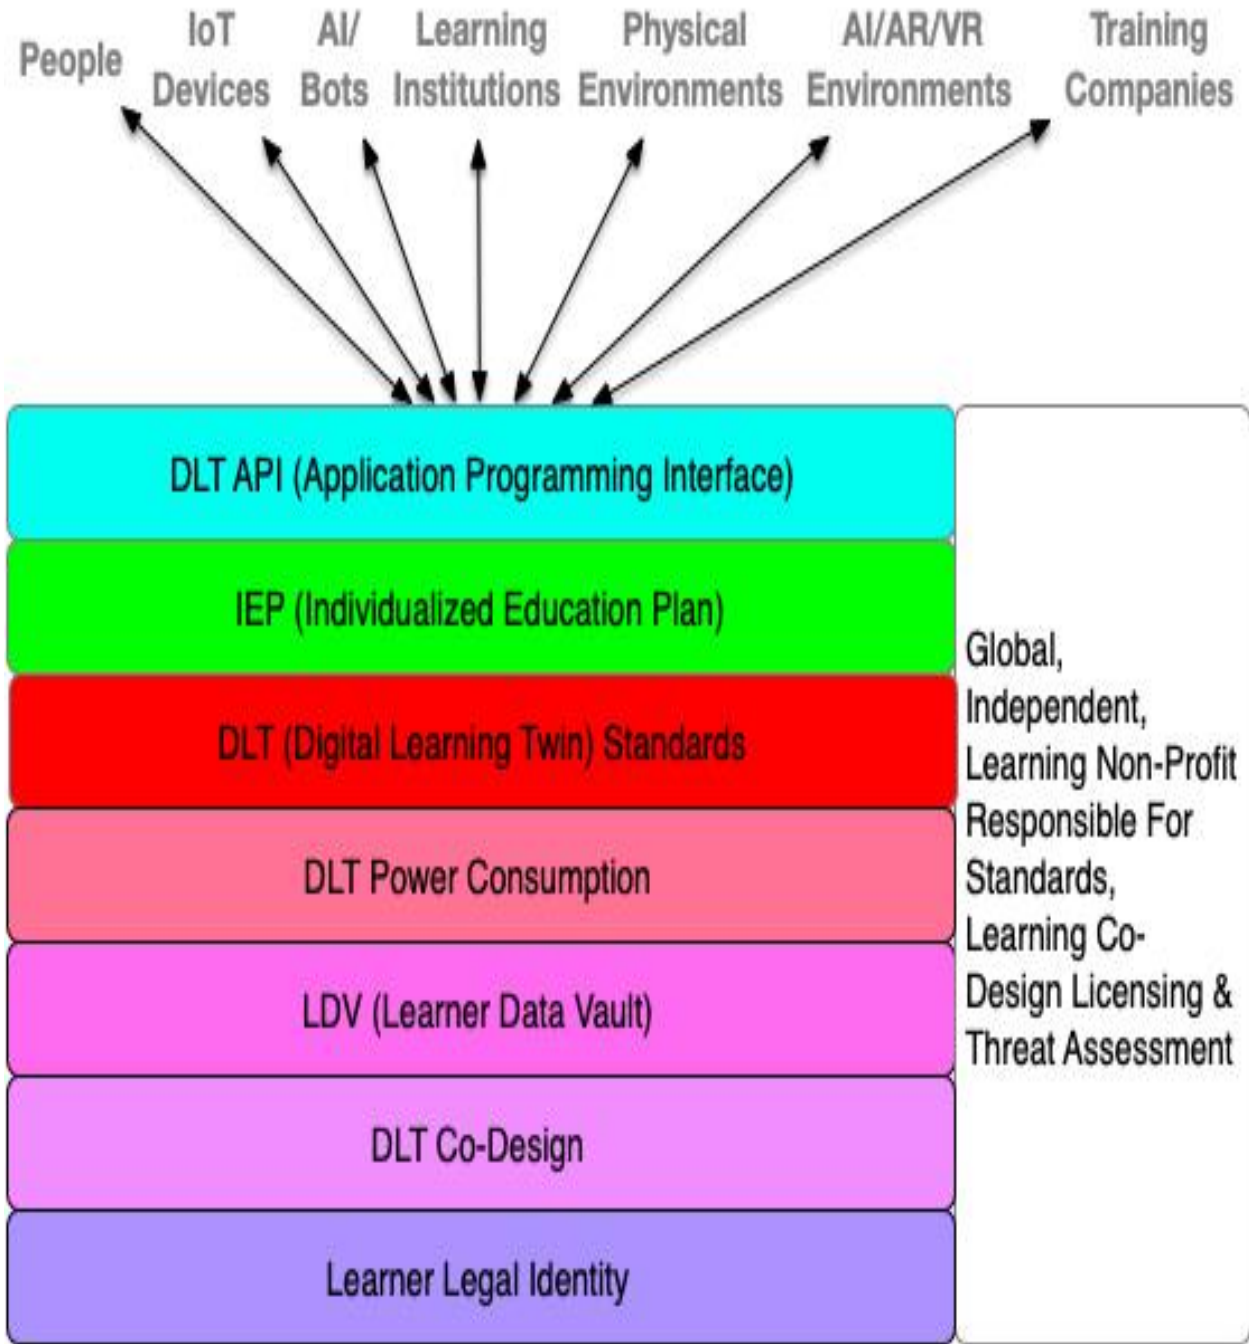 People
IoT
Devices
AI/
Bots
Learning
Institutions
Physical
Environments
AI/AR/VR
Environments
Training
Companies
DLT API (Application Programming Interface)
IEP (Individualized Education Plan)
DLT (Digital Learning Twin) Standards
DLT Power Consumption
LDV (Learner Data Vault)
DLT Co-Design
Learner Legal Identity
Global,
Independent,
Learning Non-Profit
Responsible For
Standards,
Learning Co-
Design Licensing &
Threat Assessment